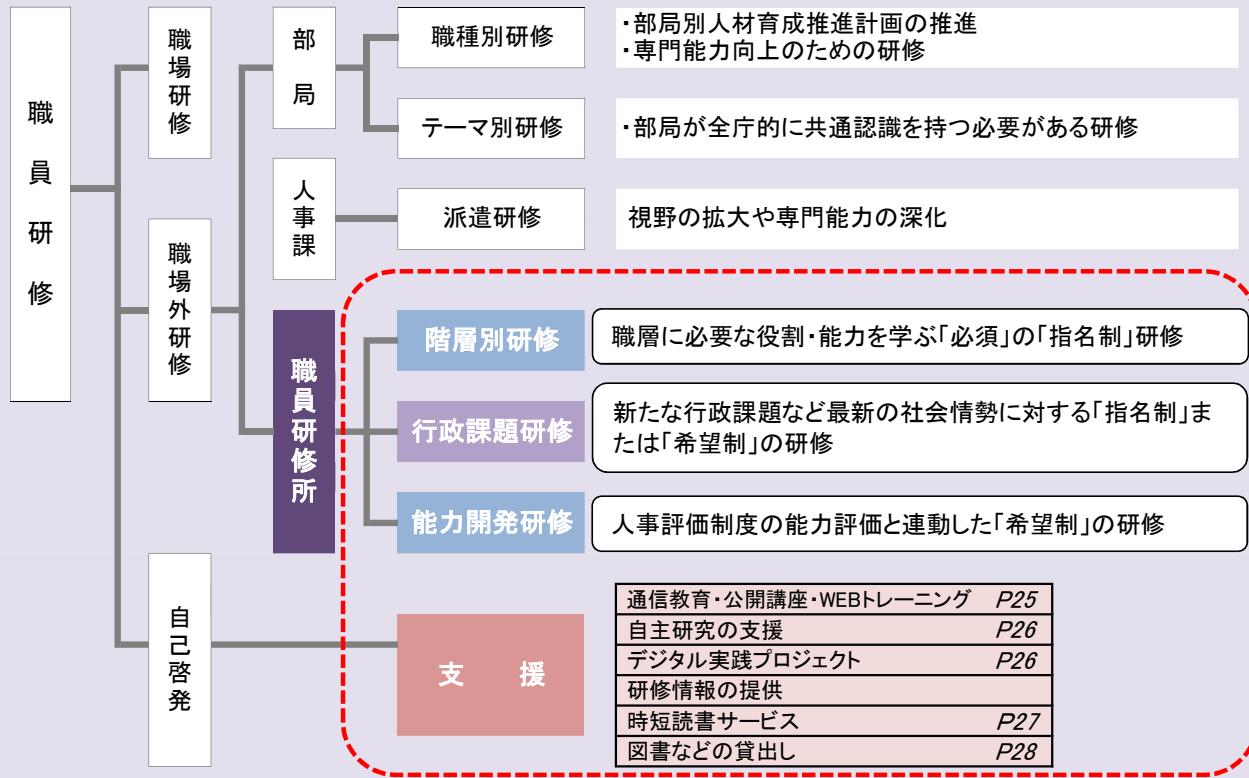 職員研修
職場研修
職場外研修
自己啓発
部局
人事課
職員研修所
職種別研修
・部局別人材育成推進計画の推進
・専門能力向上のための研修
テーマ別研修
・部局が全庁的に共通認識を持つ必要がある研修
派遣研修
視野の拡大や専門能力の深化
階層別研修
職層に必要な役割・能力を学ぶ「必須」の「指名制」研修
行政課題研修
新たな行政課題など最新の社会情勢に対する「指名制」ま
たは「希望制」の研修
能力開発研修
人事評価制度の能力評価と連動した「希望制」の研修
支　援
通信教育・公開講座・WEBトレーニング P25
自主研究の支援 P26
デジタル実践プロジェクト P26
研修情報の提供
時短読書サービス P27
図書などの貸出し P28